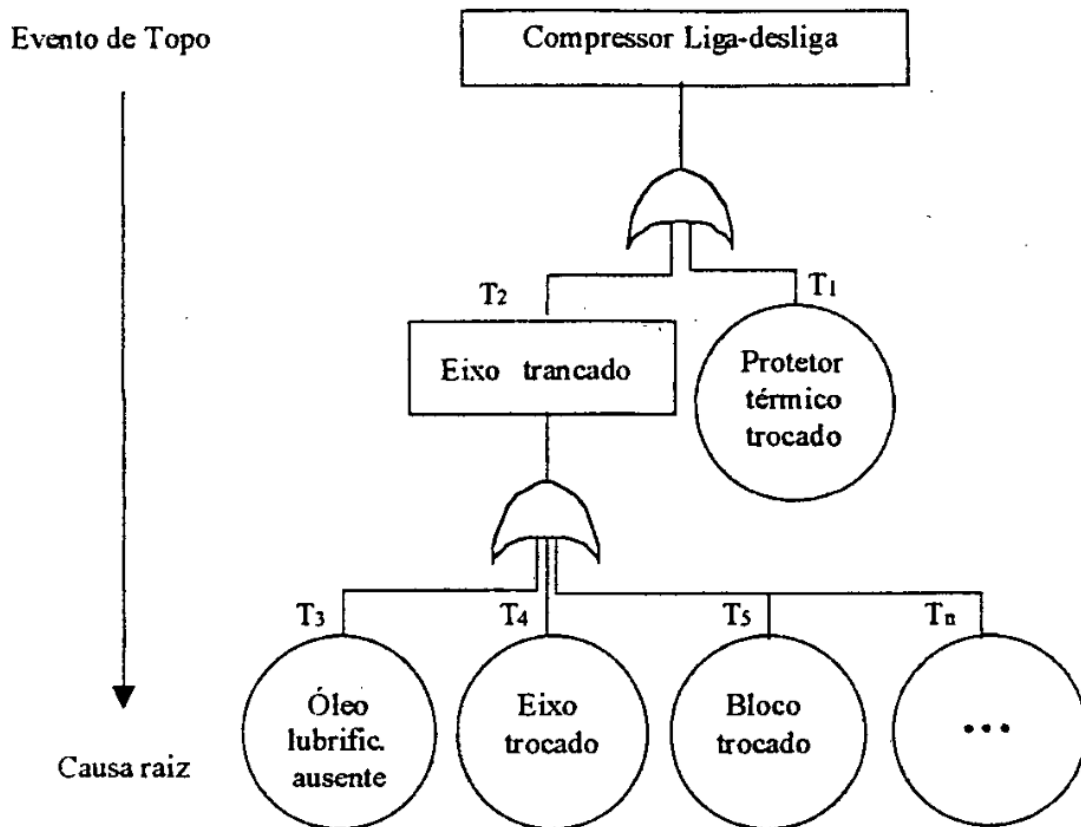 Evento de Topo
Compressor Liga-desliga
T2
T1
Eixo trancado
Protetor
térmico
trocado
T3
T4
T5
Tn
Óleo
lubrific.
ausente
Eixo
trocado
Bloco
trocado
•••
Causa raiz